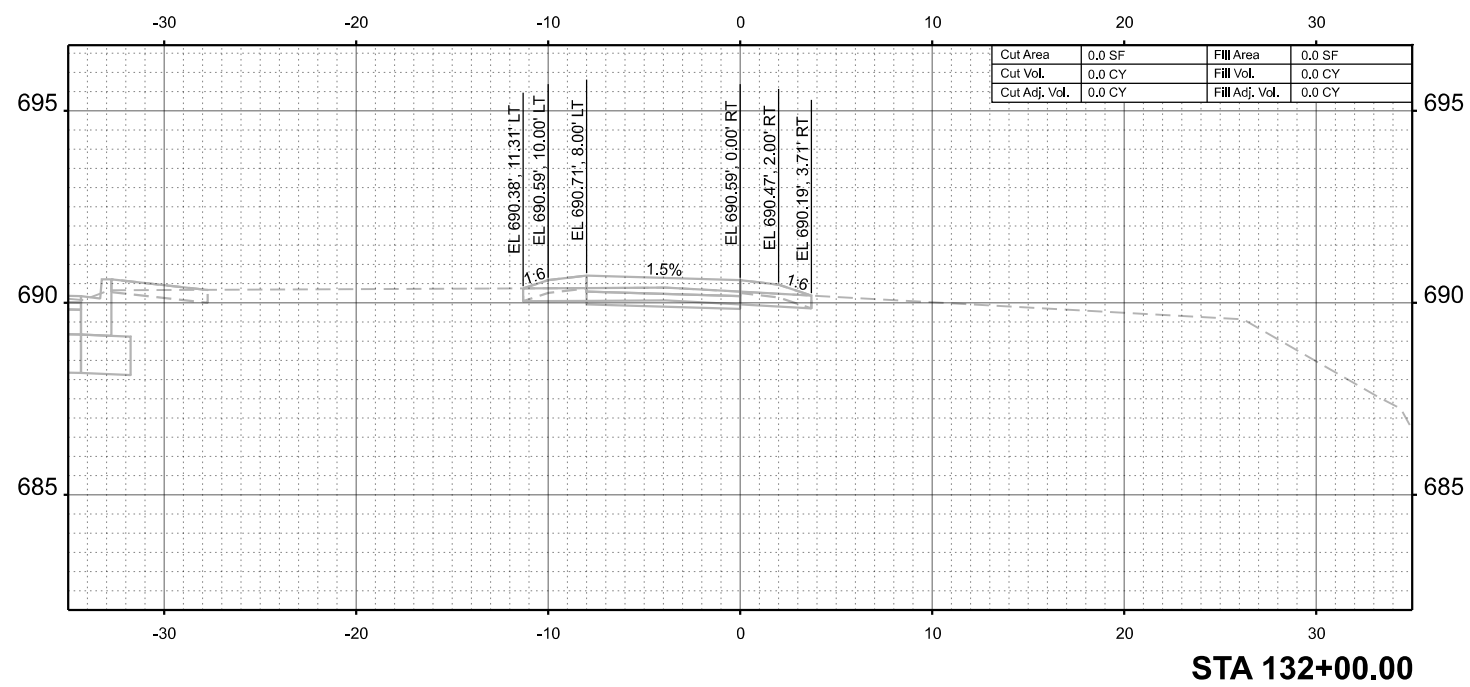 -30 -20 -10 0 10 20 30
Cut Area 0.0 SF Fill Area 0.0 SF
Cut Vol. 0.0 CY Fill Vol. 0.0 CY
Cut Adj. Vol. 0.0 CY Fill Adj. Vol. 0.0 CY
695 695
EL 690.38', 11.31' LT
EL 690.59', 10.00' LT
EL 690.71', 8.00' LT
EL 690.59', 0.00' RT
EL 690.47', 2.00' RT
EL 690.19', 3.71' RT
1:6 1.5% 1:6
690 690
685 685
-30 -20 -10 0 10 20 30
STA 132+00.00